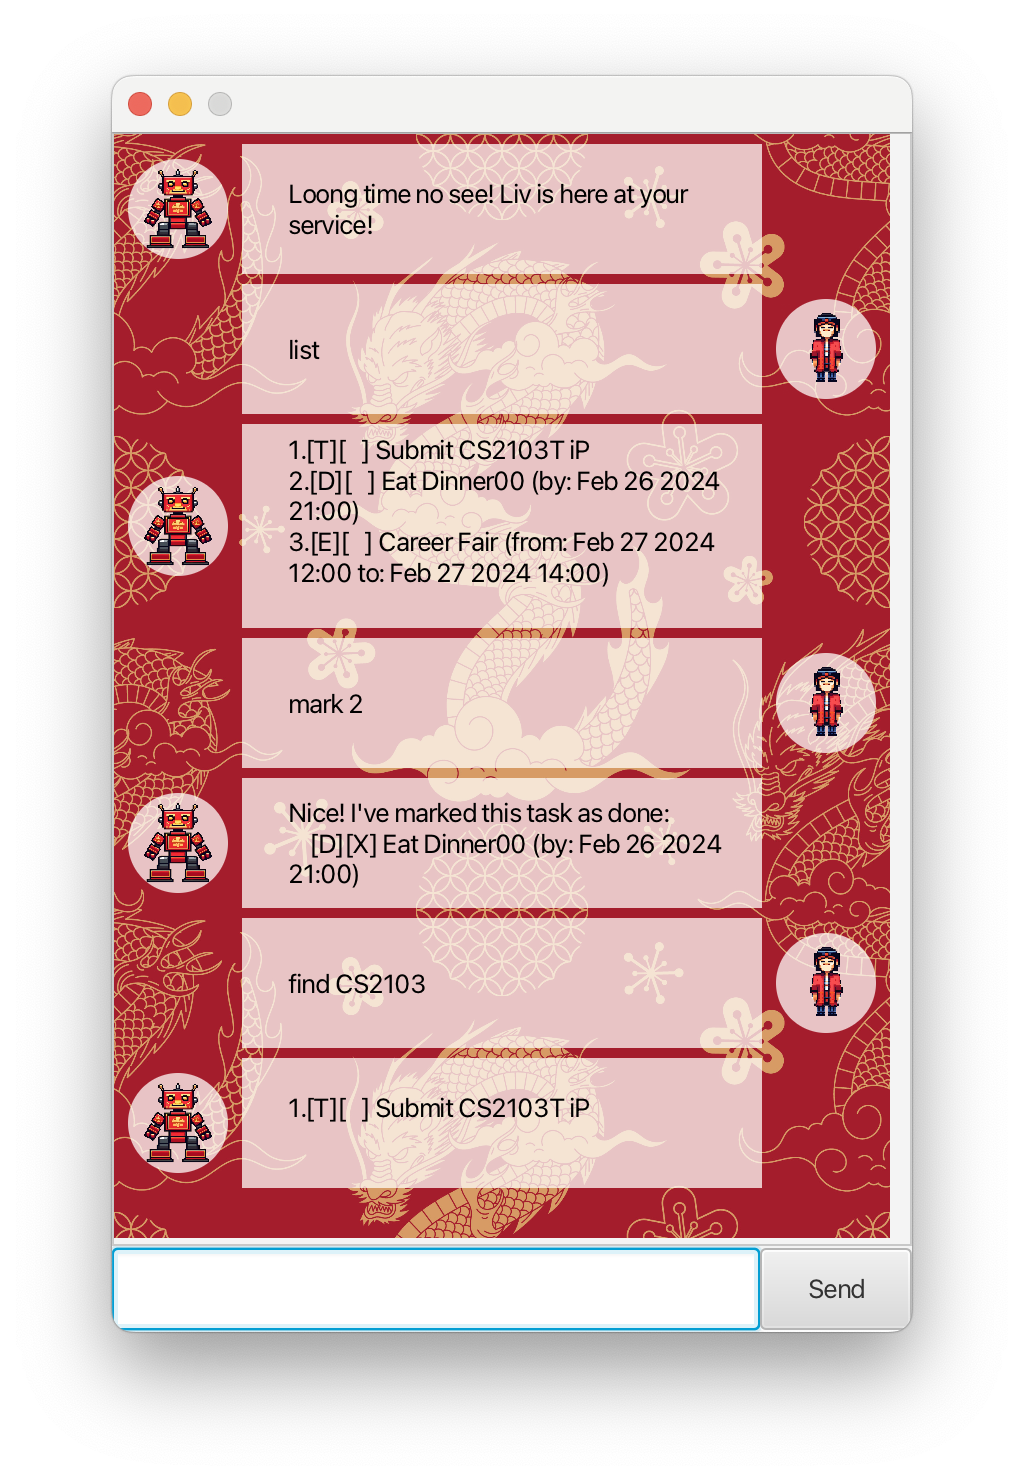 Loong time no see! Liv is here at your
service!
list
1.[T][  ] Submit CS2103T iP
2.[D][  ] Eat Dinner00 (by: Feb 26 2024
21:00)
3.[E][  ] Career Fair (from: Feb 27 2024
12:00 to: Feb 27 2024 14:00)
mark 2
Nice! I've marked this task as done:
   [D][X] Eat Dinner00 (by: Feb 26 2024
21:00)
find CS2103
1.[T][  ] Submit CS2103T iP
Send